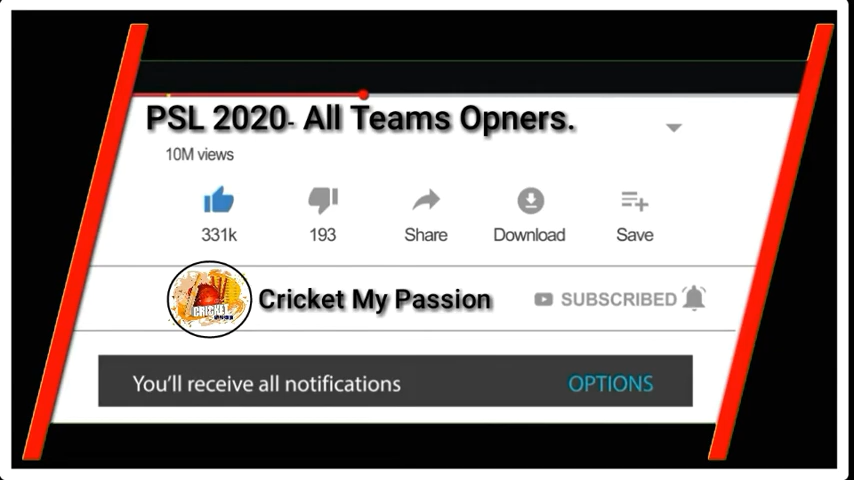 PSL 2020- All Teams Opners.
10M views
331k 193 Share Download Save
CRICKET
Cricket My Passion
SUBSCRIBED
You'll receive all notifications OPTIONS